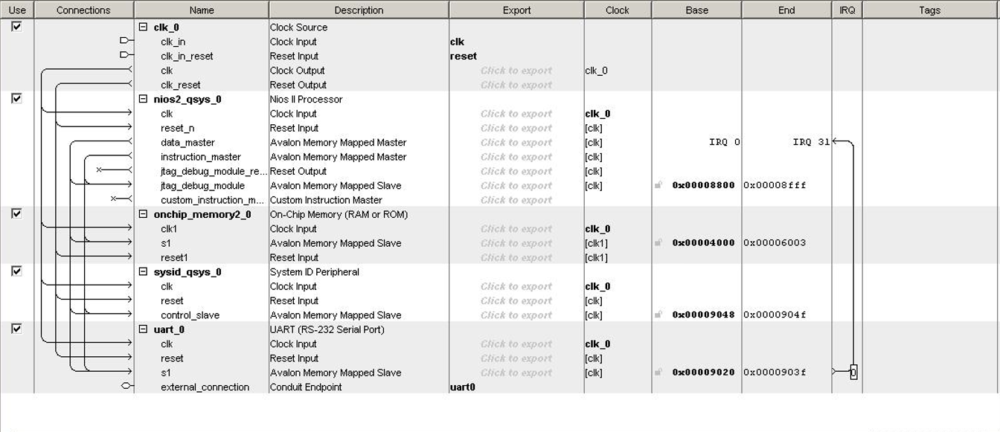 Use Connections Name Description Export Clock Base End IRQ Tags
clk_0 Clock Source
clk_in Clock Input clk
clk_in_reset Reset Input reset
clk Clock Output Click to export clk_0
clk_reset Reset Output Click to export
nios2_qsys_0 Nios II Processor
clk Clock Input Click to export clk_0
reset_n Reset Input Click to export [clk]
data_master Avalon Memory Mapped Master Click to export [clk] IRQ 0 IRQ 31
instruction_master Avalon Memory Mapped Master Click to export [clk]
jtag_debug_module_re... Reset Output Click to export [clk]
jtag_debug_module Avalon Memory Mapped Slave Click to export [clk] 0x00008800 0x00008fff
custom_instruction_m... Custom Instruction Master Click to export
onchip_memory2_0 On-Chip Memory (RAM or ROM)
clk1 Clock Input Click to export clk_0
s1 Avalon Memory Mapped Slave Click to export [clk1] 0x00004000 0x00006003
reset1 Reset Input Click to export [clk1]
sysid_qsys_0 System ID Peripheral
clk Clock Input Click to export clk_0
reset Reset Input Click to export [clk]
control_slave Avalon Memory Mapped Slave Click to export [clk] 0x00009048 0x0000904f
uart_0 UART (RS-232 Serial Port)
clk Clock Input Click to export clk_0
reset Reset Input Click to export [clk]
s1 Avalon Memory Mapped Slave Click to export [clk] 0x00009020 0x0000903f 0
external_connection Conduit Endpoint uart0